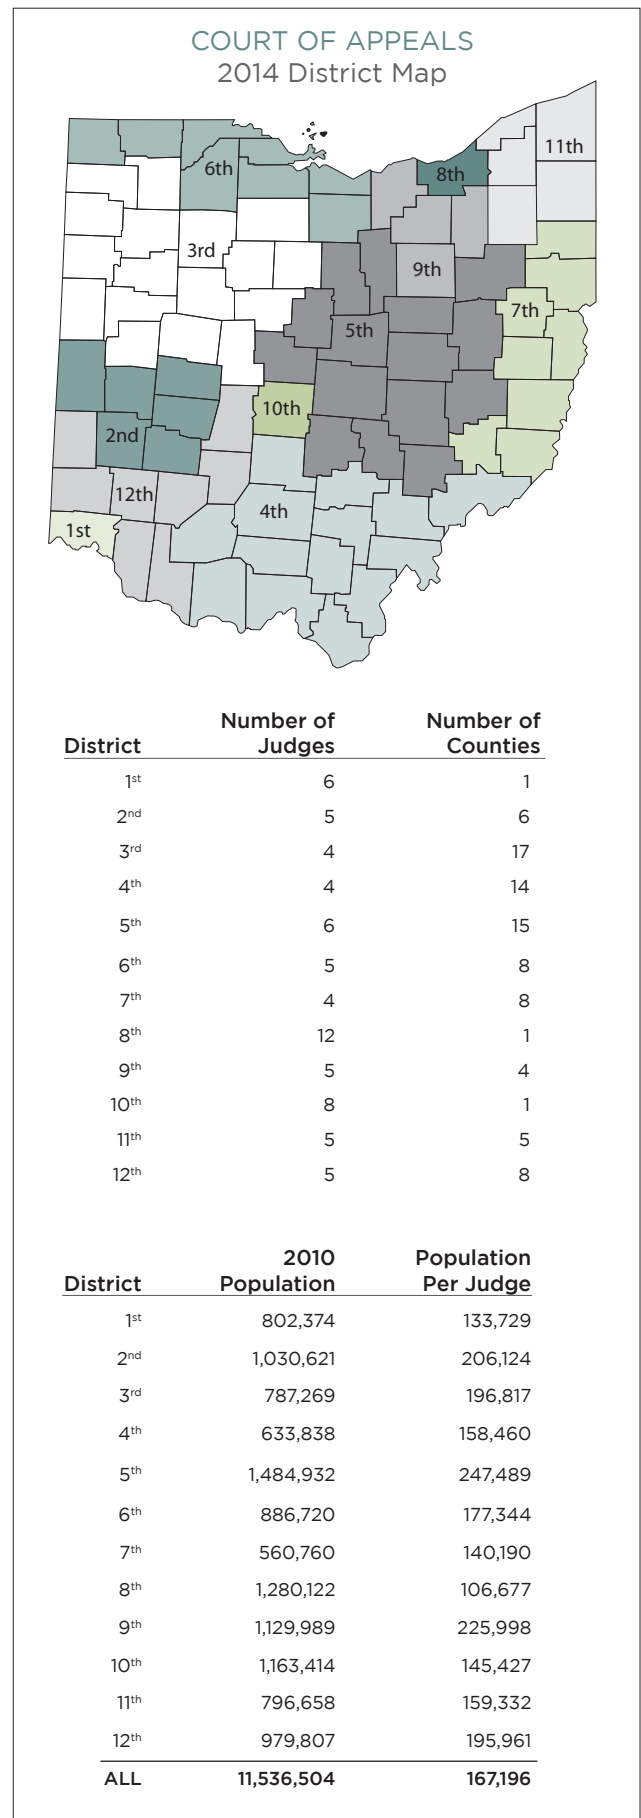 COURT OF APPEALS
2014 District Map
11th
8th
6th
3rd
9th
7th
5th
10th
2nd
12th
4th
1st
District Number of Judges Number of Counties
1st 6 1
2nd 5 6
3rd 4 17
4th 4 14
5th 6 15
6th 5 8
7th 4 8
8th 12 1
9th 5 4
10th 8 1
11th 5 5
12th 5 8
District 2010 Population Population Per Judge
1st 802,374 133,729
2nd 1,030,621 206,124
3rd 787,269 196,817
4th 633,838 158,460
5th 1,484,932 247,489
6th 886,720 177,344
7th 560,760 140,190
8th 1,280,122 106,677
9th 1,129,989 225,998
10th 1,163,414 145,427
11th 796,658 159,332
12th 979,807 195,961
ALL 11,536,504 167,196